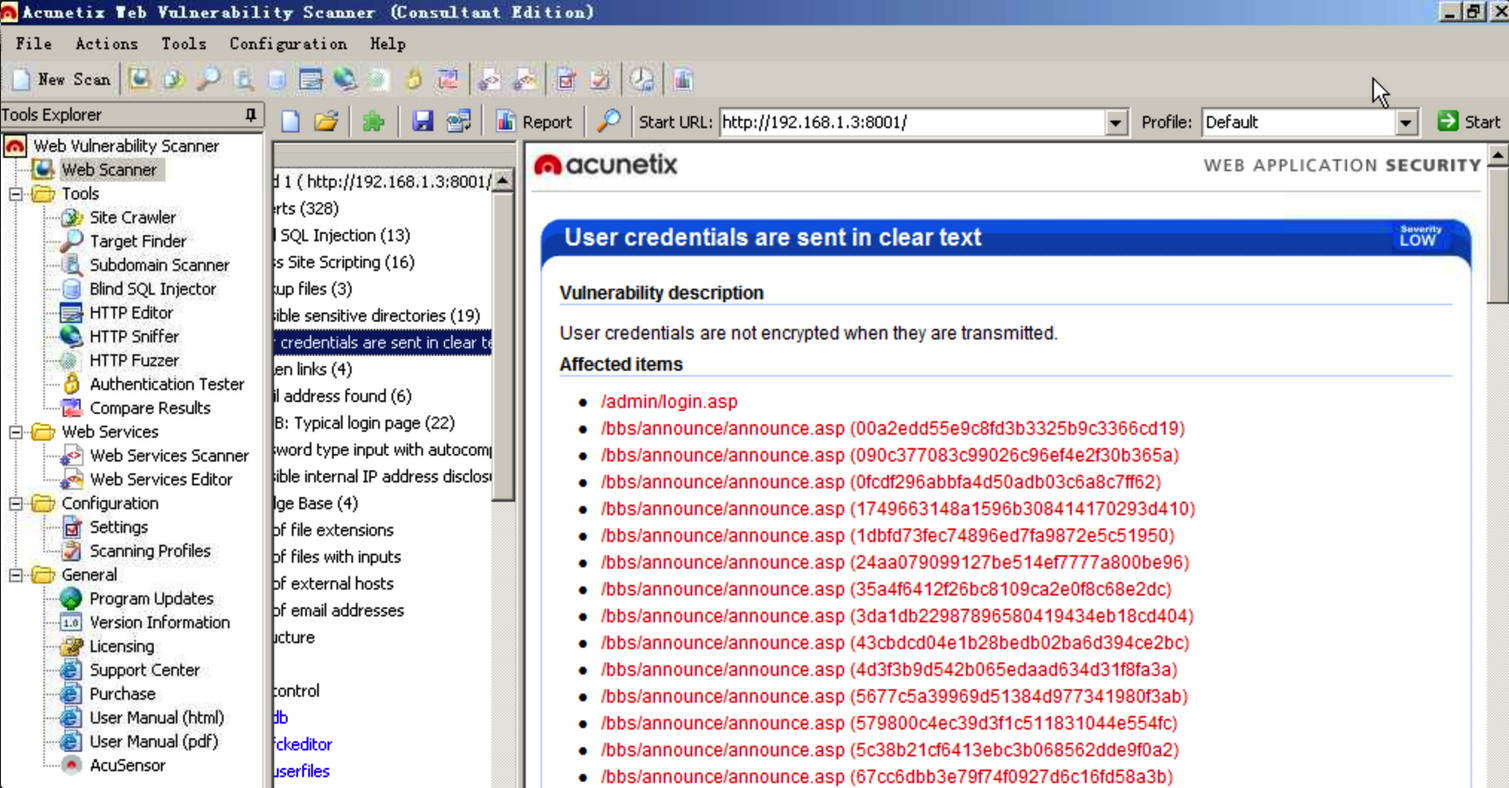 Acunetix Web Vulnerability Scanner (Consultant Edition)
File Actions Tools Configuration Help
New Scan
Tools Explorer
Report Start URL: http://192.168.1.3:8001/ Profile: Default Start
Web Vulnerability Scanner
Web Scanner
Tools
Site Crawler
Target Finder
Subdomain Scanner
Blind SQL Injector
HTTP Editor
HTTP Sniffer
HTTP Fuzzer
Authentication Tester
Compare Results
Web Services
Web Services Scanner
Web Services Editor
Configuration
Settings
Scanning Profiles
General
Program Updates
1.0 Version Information
Licensing
Support Center
Purchase
User Manual (html)
User Manual (pdf)
AcuSensor
d 1 ( http://192.168.1.3:8001/
rts (328)
l SQL Injection (13)
ss Site Scripting (16)
kup files (3)
sible sensitive directories (19)
r credentials are sent in clear te
ken links (4)
il address found (6)
B: Typical login page (22)
sword type input with autocomp
sible internal IP address disclosu
dge Base (4)
of file extensions
of files with inputs
of external hosts
of email addresses
ucture
control
db
fckeditor
userfiles
acunetix WEB APPLICATION SECURITY
User credentials are sent in clear text
Severity
LOW
Vulnerability description
User credentials are not encrypted when they are transmitted.
Affected items
/admin/login.asp
/bbs/announce/announce.asp (00a2edd55e9c8fd3b3325b9c3366cd19)
/bbs/announce/announce.asp (090c377083c99026c96ef4e2f30b365a)
/bbs/announce/announce.asp (0fcdf296abbfa4d50adb03c6a8c7ff62)
/bbs/announce/announce.asp (1749663148a1596b308414170293d410)
/bbs/announce/announce.asp (1dbfd73fec74896ed7fa9872e5c51950)
/bbs/announce/announce.asp (24aa079099127be514ef7777a800be96)
/bbs/announce/announce.asp (35a4f6412f26bc8109ca2e0f8c68e2dc)
/bbs/announce/announce.asp (3da1db22987896580419434eb18cd404)
/bbs/announce/announce.asp (43cbdcd04e1b28bedb02ba6d394ce2bc)
/bbs/announce/announce.asp (4d3f3b9d542b065edaad634d31f8fa3a)
/bbs/announce/announce.asp (5677c5a39969d51384d977341980f3ab)
/bbs/announce/announce.asp (579800c4ec39d3f1c511831044e554fc)
/bbs/announce/announce.asp (5c38b21cf6413ebc3b068562dde9f0a2)
/bbs/announce/announce.asp (67cc6dbb3e79f74f0927d6c16fd58a3b)